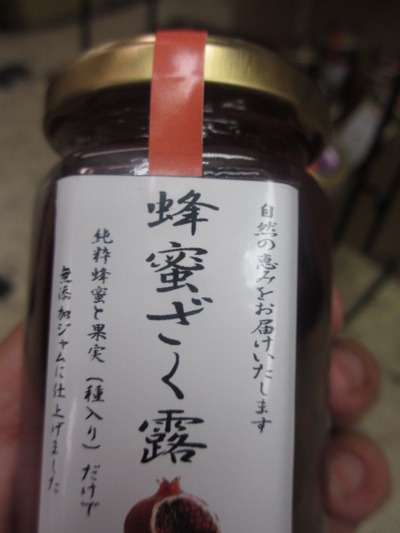 自然の恵みをお届けいたします
蜂蜜ざくろ露
純粋蜂蜜と果実（種入り）だけで
無添加ジャムに仕上げました